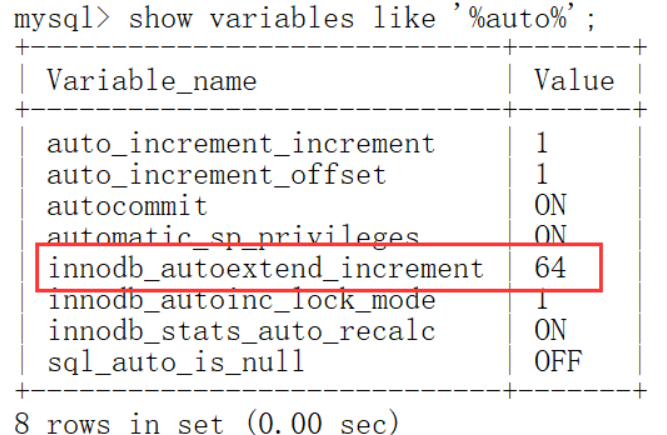 mysql> show variables like '%auto%';
+-----------------------------+-------+
| Variable_name | Value |
+-----------------------------+-------+
| auto_increment_increment | 1 |
| auto_increment_offset | 1 |
| autocommit | ON |
| automatic_sp_privileges | ON |
| innodb_autoextend_increment | 64 |
| innodb_autoinc_lock_mode | 1 |
| innodb_stats_auto_recalc | ON |
| sql_auto_is_null | OFF |
+-----------------------------+-------+
8 rows in set (0.00 sec)